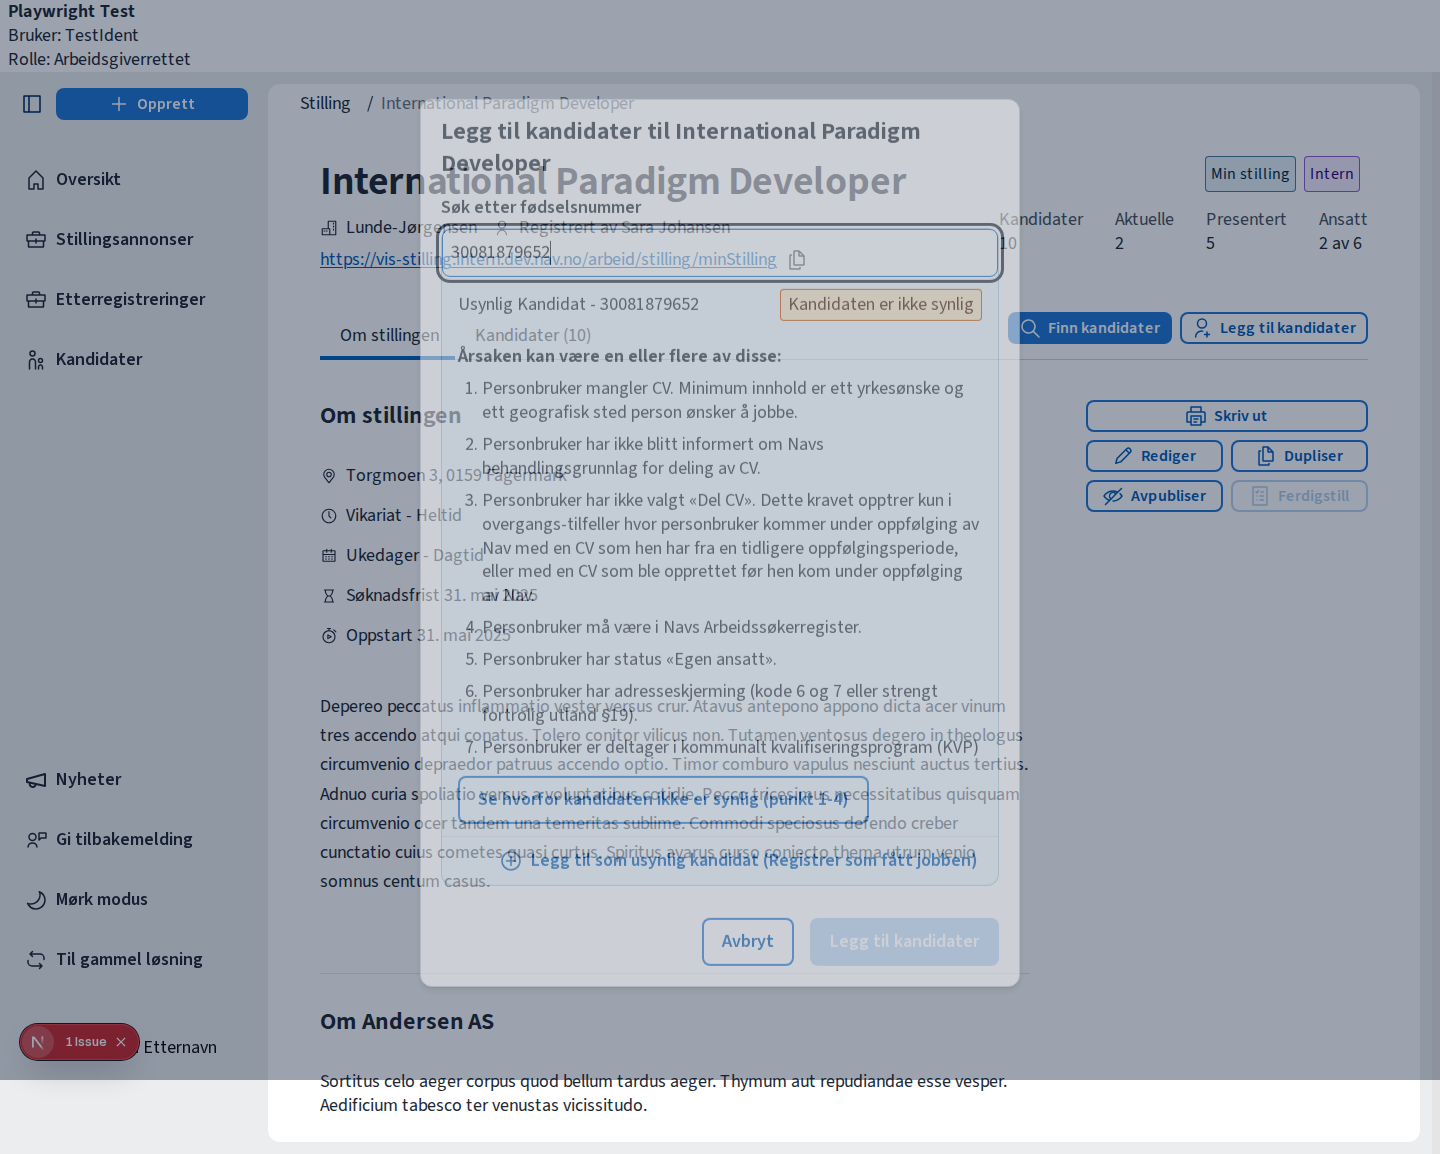 Playwright Test
Bruker: TestIdent
Rolle: Arbeidsgiverrettet
Opprett
Oversikt
Stillingsannonser
Etterregistreringer
Kandidater
Nyheter
Gi tilbakemelding
Mørk modus
Til gammel løsning
1 Issue
Etternavn
Stilling / International Paradigm Developer
International Paradigm Developer
Min stilling
Intern
Lunde-Jørgensen
Registrert av Sara Johansen
https://vis-stilling.intern.dev.nav.no/arbeid/stilling/minStilling
Kandidater
10
Aktuelle
2
Presentert
5
Ansatt
2 av 6
Om stillingen
Kandidater (10)
Finn kandidater
Legg til kandidater
Om stillingen
Torgmoen 3, 0159 Fagermark
Vikariat - Heltid
Ukedager - Dagtid
Søknadsfrist 31. mai 2025
Oppstart 31. mai 2025
Skriv ut
Rediger
Dupliser
Avpubliser
Ferdigstill
Depereo peccatus inflammatio vester versus crur. Atavus antepono appono dicta acer vinum
tres accendo atqui conatus. Tolero conitor vilicus non. Tutamen ventosus degero in theologus
circumvenio depraedor patruus accendo optio. Timor comburo vapulus nesciunt auctus tertius.
Adnuo curia spoliatio versus a voluptatibus cotidie. Pecco tricesimus necessitatibus quisquam
circumvenio ocer tandem una temeritas sublime. Commodi speciosus defendo creber
cunctatio cuius cometes quasi curtus. Spiritus avarus curso coniecto thema utrum venio
somnus centum casus.
Om Andersen AS
Sortitus celo aeger corpus quod bellum tardus aeger. Thymum aut repudiandae esse vesper.
Aedificium tabesco ter venustas vicissitudo.
Legg til kandidater til International Paradigm
Developer
Søk etter fødselsnummer
30081879652
Usynlig Kandidat - 30081879652
Kandidaten er ikke synlig
Årsaken kan være en eller flere av disse:
1. Personbruker mangler CV. Minimum innhold er ett yrkesønske og
ett geografisk sted person ønsker å jobbe.
2. Personbruker har ikke blitt informert om Navs
behandlingsgrunnlag for deling av CV.
3. Personbruker har ikke valgt «Del CV». Dette kravet opptrer kun i
overgangs-tilfeller hvor personbruker kommer under oppfølging av
Nav med en CV som hen har fra en tidligere oppfølgingsperiode,
eller med en CV som ble opprettet før hen kom under oppfølging
av Nav.
4. Personbruker må være i Navs Arbeidssøkerregister.
5. Personbruker har status «Egen ansatt».
6. Personbruker har adresseskjerming (kode 6 og 7 eller strengt
fortrolig utland §19).
7. Personbruker er deltager i kommunalt kvalifiseringsprogram (KVP)
Se hvorfor kandidaten ikke er synlig (punkt 1-4)
Legg til som usynlig kandidat (Registrer som fått jobben)
Avbryt
Legg til kandidater